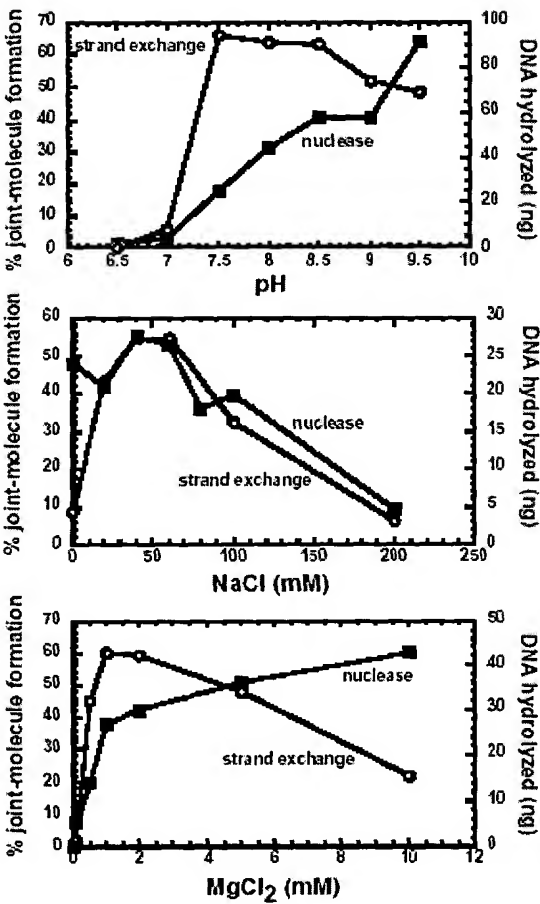 % joint-molecule formation
70
60
50
40
30
20
10
0
strand exchange
nuclease
100
80
60
40
20
0
DNA hydrolyzed (ng)
6 6.5 7 7.5 8 8.5 9 9.5 10
pH
% joint-molecule formation
60
50
40
30
20
10
0
nuclease
strand exchange
30
25
20
15
10
5
0
DNA hydrolyzed (ng)
0 50 100 150 200 250
NaCl (mM)
% joint-molecule formation
70
60
50
40
30
20
10
0
nuclease
strand exchange
50
40
30
20
10
0
DNA hydrolyzed (ng)
0 2 4 6 8 10 12
MgCl2 (mM)